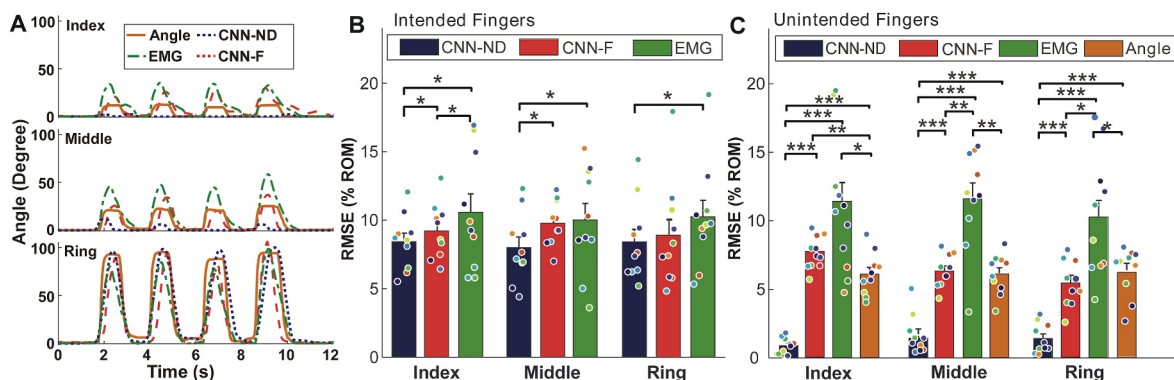 A
Index
Angle
CNN-ND
EMG
CNN-F
100
50
0
Middle
100
50
0
Ring
100
50
0
Angle (Degree)
0 2 4 6 8 10 12
Time (s)
B
Intended Fingers
CNN-ND CNN-F EMG
RMSE (% ROM)
20
15
10
5
0
* * * * * *
Index Middle Ring
C
Unintended Fingers
CNN-ND CNN-F EMG Angle
RMSE (% ROM)
20
15
10
5
0
*** *** *** ** *** *
*** *** ** *** **
*** *** * *** *
Index Middle Ring